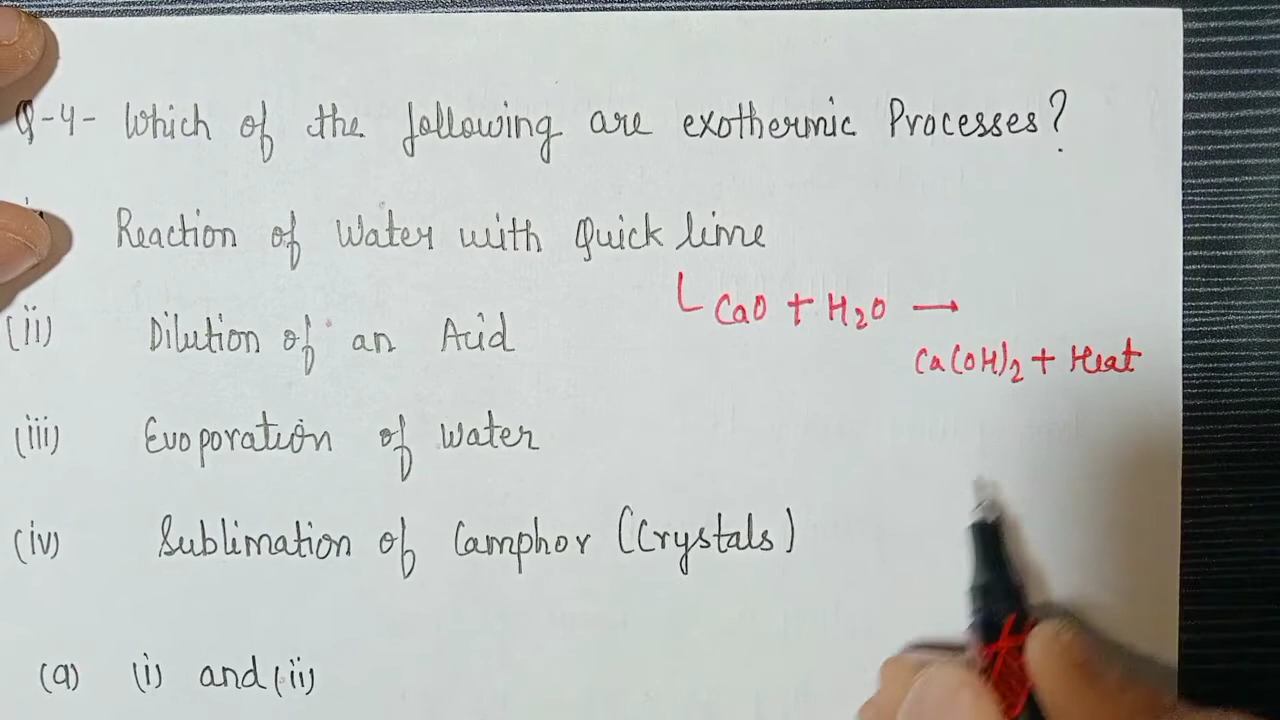 Q-4- Which of the following are exothermic Processes?
Reaction of Water with Quick lime
CaO + H2O →
Ca(OH)2 + Heat
(ii) Dilution of an Acid
(iii) Evoporation of Water
(iv) Sublimation of Camphor (Crystals)
(a) (i) and (ii)